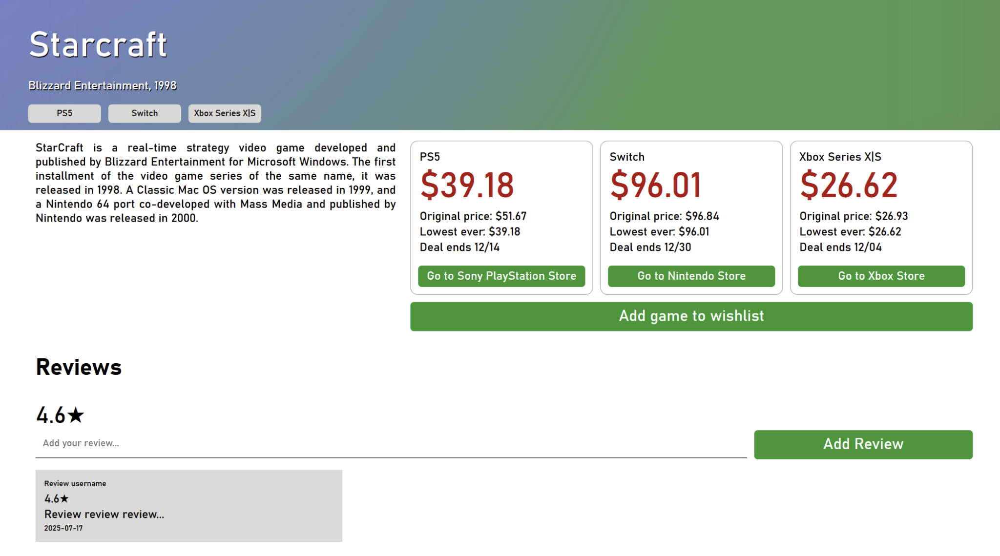 Starcraft
Blizzard Entertainment, 1998
PS5
Switch
Xbox Series X|S
StarCraft is a real-time strategy video game developed and
published by Blizzard Entertainment for Microsoft Windows. The first
installment of the video game series of the same name, it was
released in 1998. A Classic Mac OS version was released in 1999, and
a Nintendo 64 port co-developed with Mass Media and published by
Nintendo was released in 2000.
PS5
$39.18
Original price: $51.67
Lowest ever: $39.18
Deal ends 12/14
Go to Sony PlayStation Store
Switch
$96.01
Original price: $96.84
Lowest ever: $96.01
Deal ends 12/30
Go to Nintendo Store
Xbox Series X|S
$26.62
Original price: $26.93
Lowest ever: $26.62
Deal ends 12/04
Go to Xbox Store
Add game to wishlist
Reviews
4.6★
Add your review...
Add Review
Review username
4.6★
Review review review...
2025-07-17